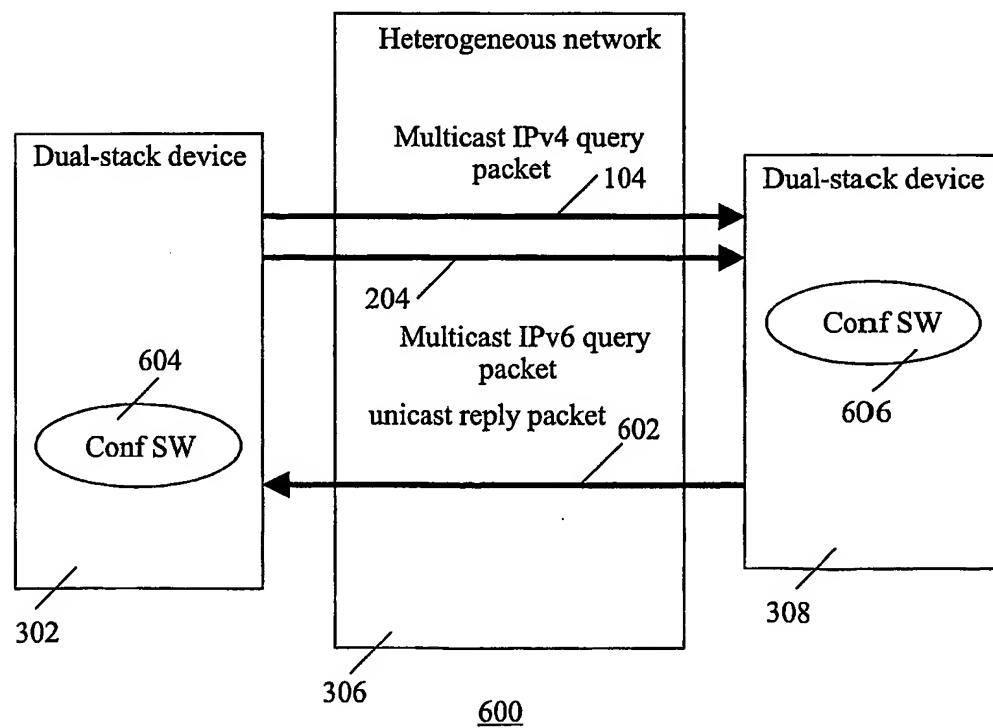 Heterogeneous network
Dual-stack device
Multicast IPv4 query
packet
104
Dual-stack device
204
Conf SW
606
Multicast IPv6 query
packet
604
Conf SW
unicast reply packet
602
302
308
306
600